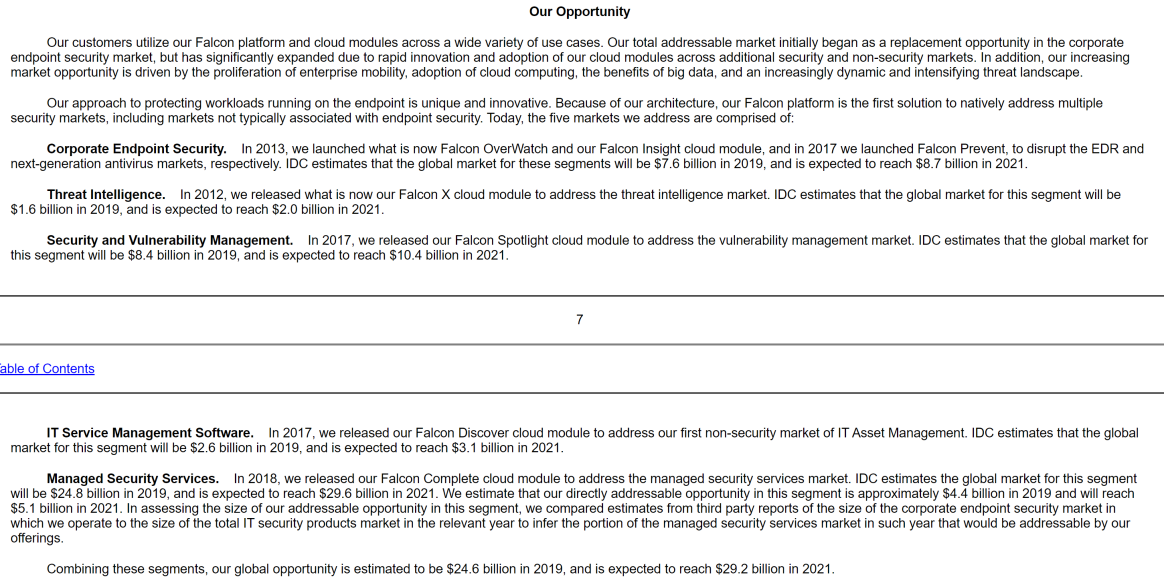 Our Opportunity
Our customers utilize our Falcon platform and cloud modules across a wide variety of use cases. Our total addressable market initially began as a replacement opportunity in the corporate
endpoint security market, but has significantly expanded due to rapid innovation and adoption of our cloud modules across additional security and non-security markets. In addition, our increasing
market opportunity is driven by the proliferation of enterprise mobility, adoption of cloud computing, the benefits of big data, and an increasingly dynamic and intensifying threat landscape.
Our approach to protecting workloads running on the endpoint is unique and innovative. Because of our architecture, our Falcon platform is the first solution to natively address multiple
security markets, including markets not typically associated with endpoint security. Today, the five markets we address are comprised of:
Corporate Endpoint Security. In 2013, we launched what is now Falcon OverWatch and our Falcon Insight cloud module, and in 2017 we launched Falcon Prevent, to disrupt the EDR and
next-generation antivirus markets, respectively. IDC estimates that the global market for these segments will be $7.6 billion in 2019, and is expected to reach $8.7 billion in 2021.
Threat Intelligence. In 2012, we released what is now our Falcon X cloud module to address the threat intelligence market. IDC estimates that the global market for this segment will be
$1.6 billion in 2019, and is expected to reach $2.0 billion in 2021.
Security and Vulnerability Management. In 2017, we released our Falcon Spotlight cloud module to address the vulnerability management market. IDC estimates that the global market for
this segment will be $8.4 billion in 2019, and is expected to reach $10.4 billion in 2021.
7
able of Contents
IT Service Management Software. In 2017, we released our Falcon Discover cloud module to address our first non-security market of IT Asset Management. IDC estimates that the global
market for this segment will be $2.6 billion in 2019, and is expected to reach $3.1 billion in 2021.
Managed Security Services. In 2018, we released our Falcon Complete cloud module to address the managed security services market. IDC estimates the global market for this segment
will be $24.8 billion in 2019, and is expected to reach $29.6 billion in 2021. We estimate that our directly addressable opportunity in this segment is approximately $4.4 billion in 2019 and will reach
$5.1 billion in 2021. In assessing the size of our addressable opportunity in this segment, we compared estimates from third party reports of the size of the corporate endpoint security market in
which we operate to the size of the total IT security products market in the relevant year to infer the portion of the managed security services market in such year that would be addressable by our
offerings.
Combining these segments, our global opportunity is estimated to be $24.6 billion in 2019, and is expected to reach $29.2 billion in 2021.